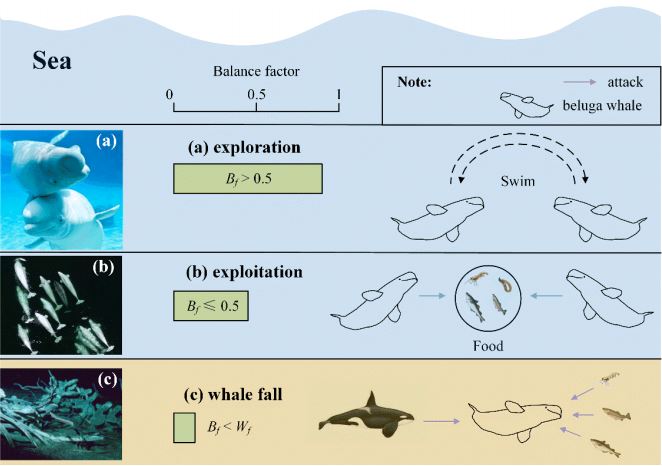 Sea
Balance factor
0 0.5 1
Note:
attack
beluga whale
(a)
(a) exploration
Bf > 0.5
Swim
(b)
(b) exploitation
Bf ⩽ 0.5
Food
(c)
(c) whale fall
Bf < Wf